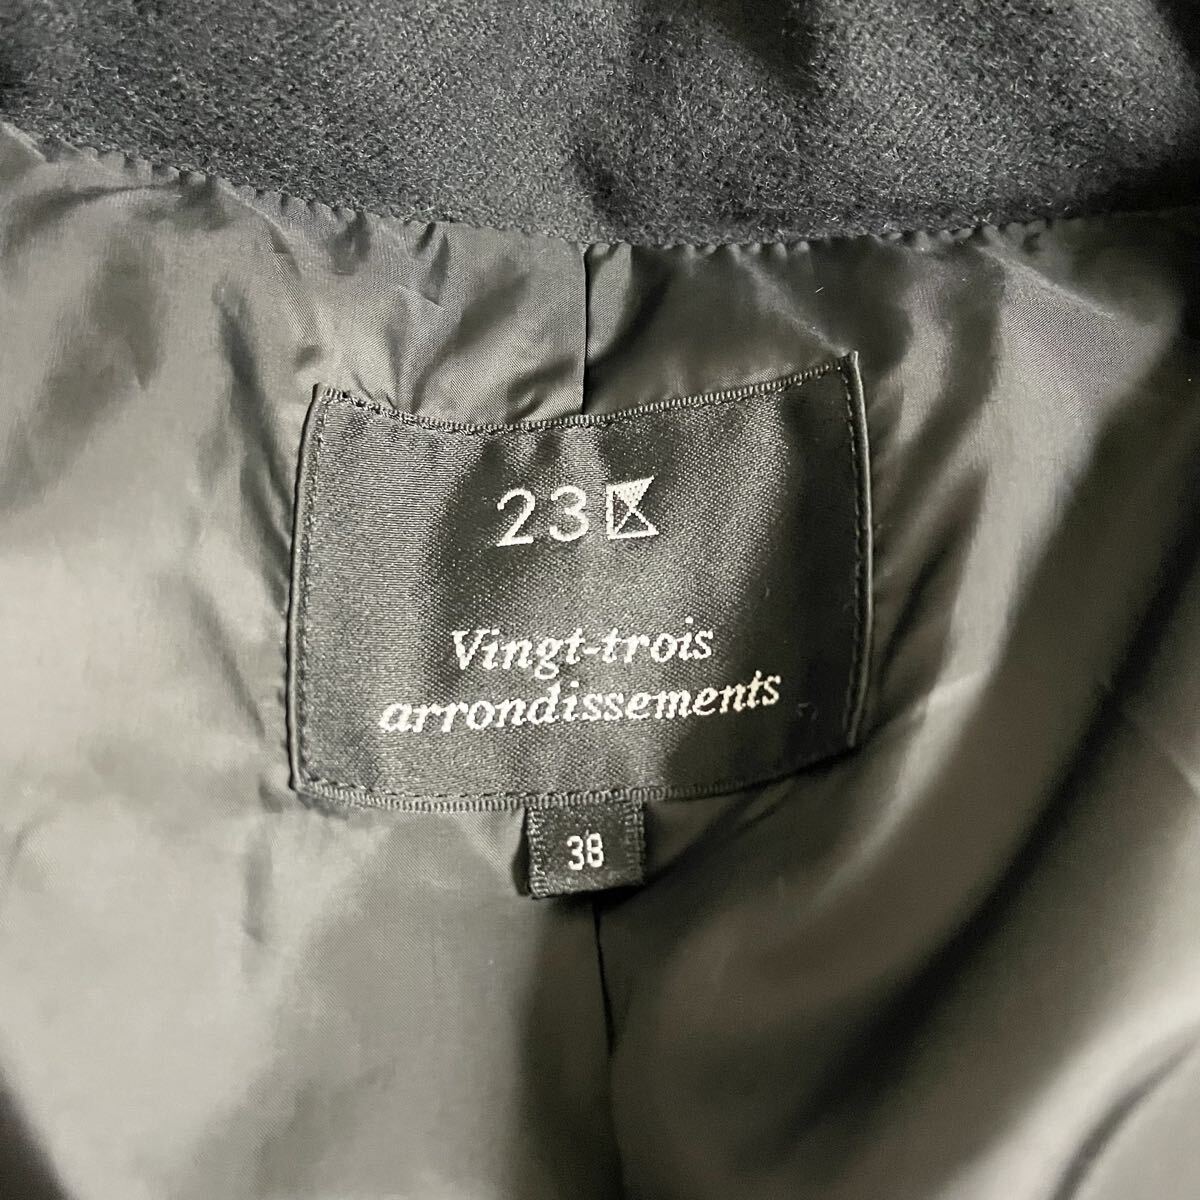 23区
Vingt-trois
arrondissements
38